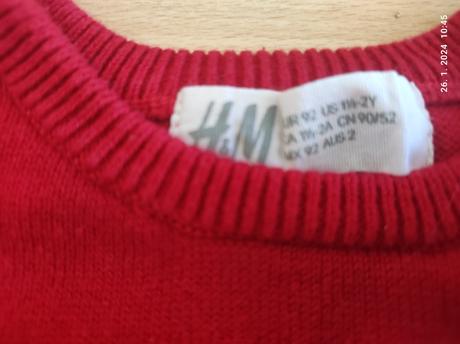 H&M
EUR 92 US 1½-2Y
CA 1½-2A CN 90/52
MX 92 AUS 2
26. 1. 2024 10:45